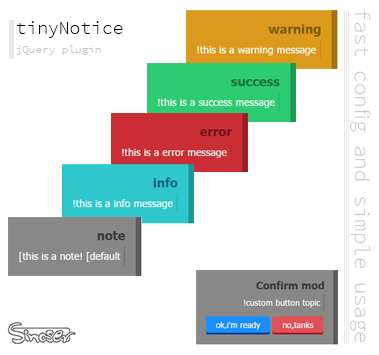 tinyNotice
jQuery plugin
warning
!this is a warning message
success
!this is a success message
error
!this is a error message
info
!this is a info message
note
[this is a note! [default
Confirm mod
!custom button topic
ok,i'm ready
no,tanks
fast config and simple usage
Sinoser